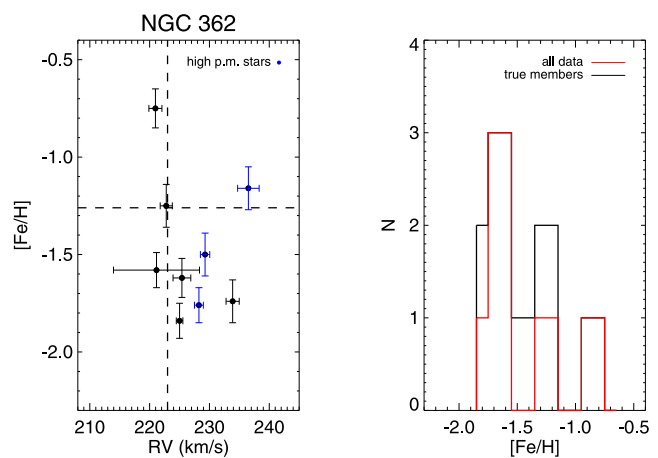 NGC 362
high p.m. stars
-0.5
-1.0
-1.5
-2.0
[Fe/H]
210 220 230 240
RV (km/s)
all data
true members
4
3
2
1
0
N
-2.0 -1.5 -1.0 -0.5
[Fe/H]